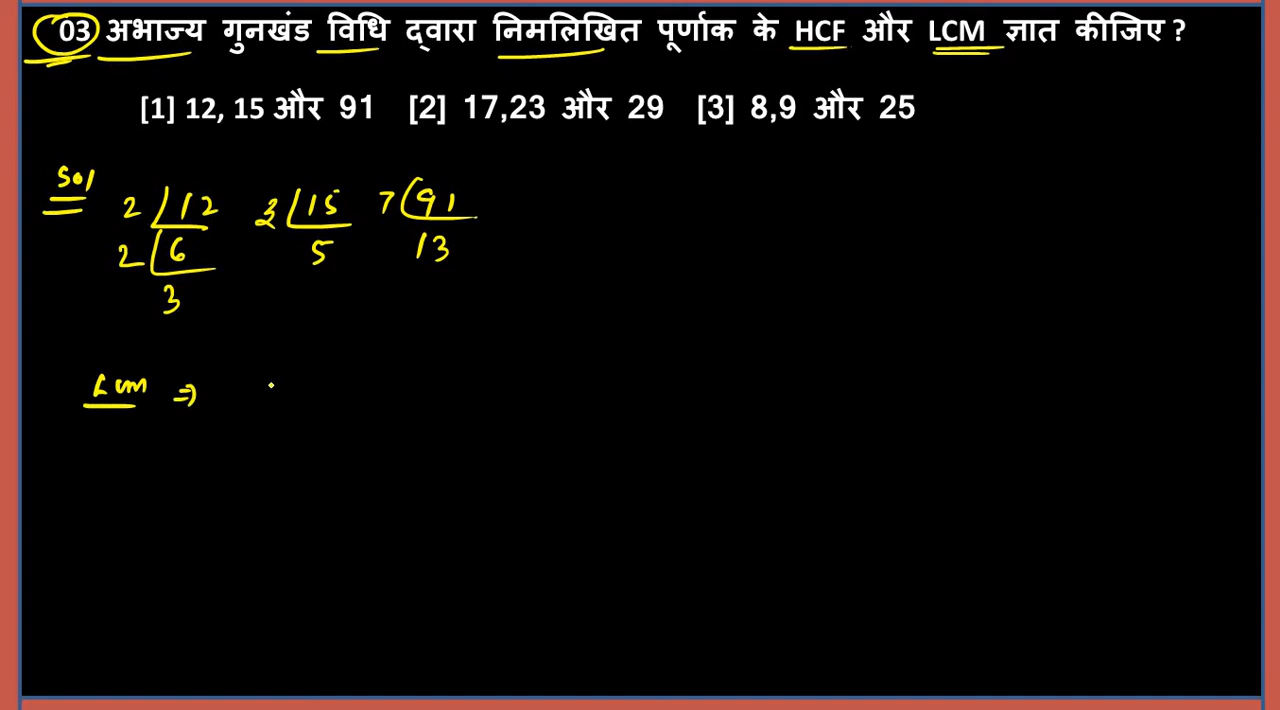 03 अभाज्य गुनखंड विधि द्वारा निमलिखित पूर्णाक के HCF और LCM ज्ञात कीजिए ?
[1] 12, 15 और 91 [2] 17,23 और 29 [3] 8,9 और 25
Sol
2 12 3 15 7 91
2 6 5 13
3
Lcm ⇒